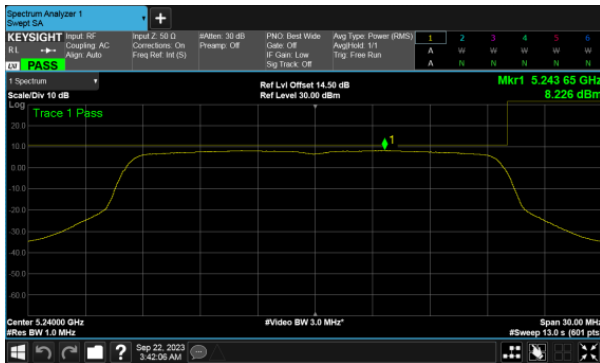 Spectrum Analyzer 1
Swept SA
KEYSIGHT
RL
Input: RF
Coupling: AC
Align: Auto
Input Z: 50 Ω
Corrections: On
Freq Ref: Int (S)
#Atten: 30 dB
Preamp: Off
PNO: Best Wide
Gate: Off
IF Gain: Low
Sig Track: Off
Avg Type: Power (RMS)
Avg|Hold: 1/1
Trig: Free Run
1 2 3 4 5 6
A W W W W W
A N N N N N
LXI PASS
1 Spectrum
Scale/Div 10 dB
Ref Lvl Offset 14.50 dB
Ref Level 30.00 dBm
Mkr1 5.243 65 GHz
8.226 dBm
Log
Trace 1 Pass
1
20.0
10.0
0.00
-10.0
-20.0
-30.0
-40.0
-50.0
-60.0
Center 5.24000 GHz
#Video BW 3.0 MHz*
Span 30.00 MHz
#Res BW 1.0 MHz
#Sweep 13.0 s (601 pts)
Sep 22, 2023
3:42:06 AM